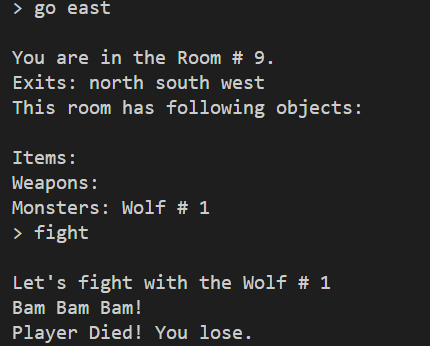 > go east
You are in the Room # 9.
Exits: north south west
This room has following objects:
Items:
Weapons:
Monsters: Wolf # 1
> fight
Let's fight with the Wolf # 1
Bam Bam Bam!
Player Died! You lose.